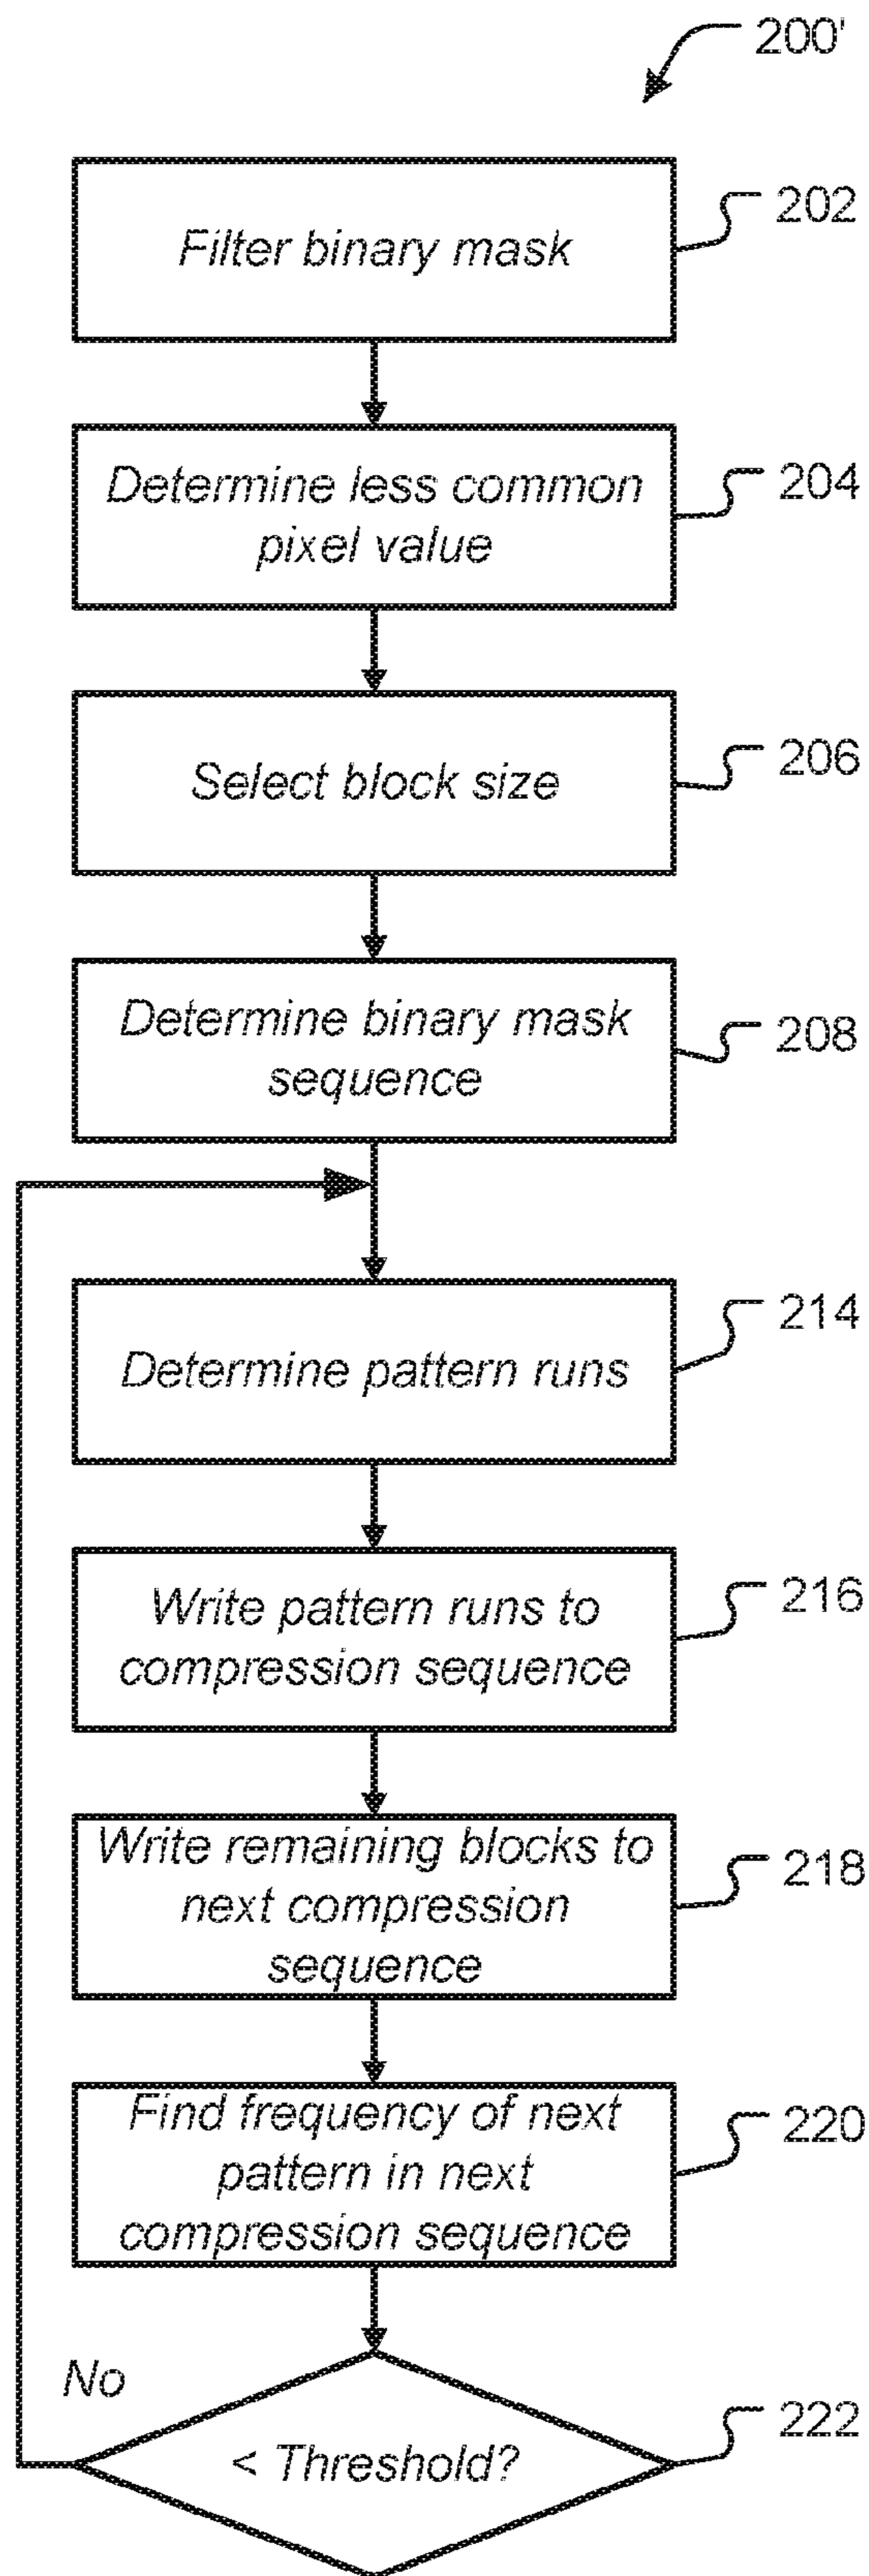 200'
Filter binary mask
202
Determine less common
pixel value
204
Select block size
206
Determine binary mask
sequence
208
Determine pattern runs
214
Write pattern runs to
compression sequence
216
Write remaining blocks to
next compression
sequence
218
Find frequency of next
pattern in next
compression sequence
220
No
< Threshold?
222